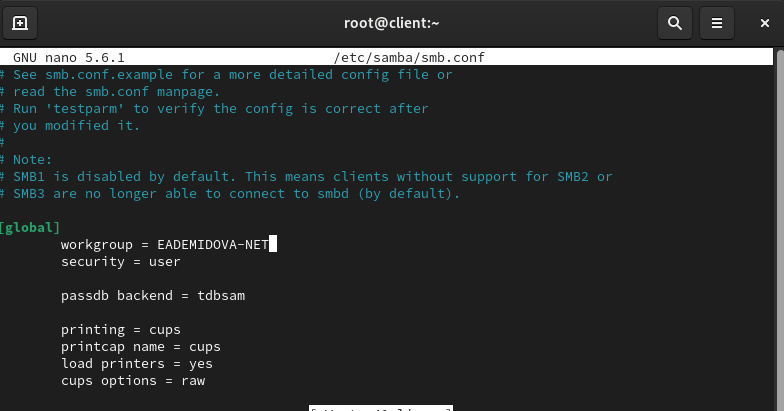 root@client:~
GNU nano 5.6.1 /etc/samba/smb.conf
# See smb.conf.example for a more detailed config file or
# read the smb.conf manpage.
# Run 'testparm' to verify the config is correct after
# you modified it.
#
# Note:
# SMB1 is disabled by default. This means clients without support for SMB2 or
# SMB3 are no longer able to connect to smbd (by default).
[global]
workgroup = EADEMIDOVA-NET
security = user
passdb backend = tdbsam
printing = cups
printcap name = cups
load printers = yes
cups options = raw